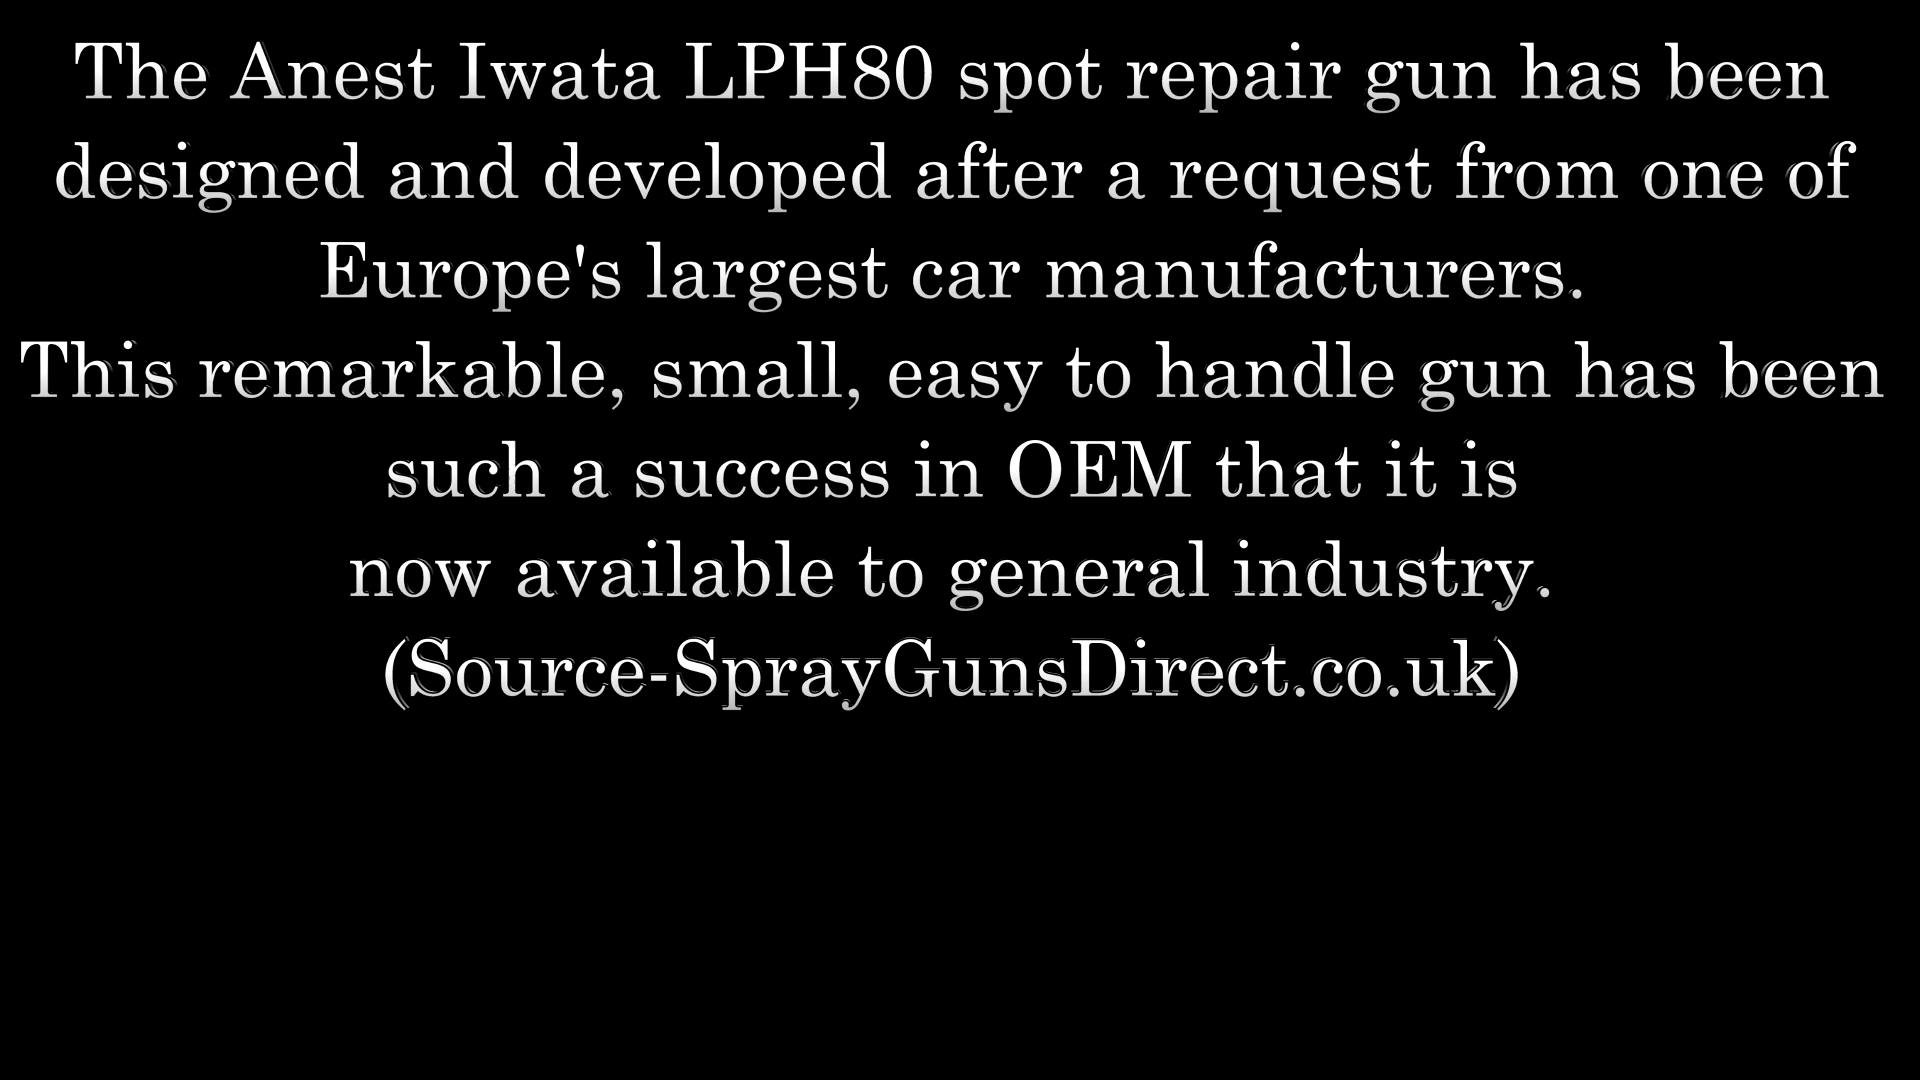 The Anest Iwata LPH80 spot repair gun has been
designed and developed after a request from one of
Europe's largest car manufacturers.
This remarkable, small, easy to handle gun has been
such a success in OEM that it is
now available to general industry.
(Source-SprayGunsDirect.co.uk)